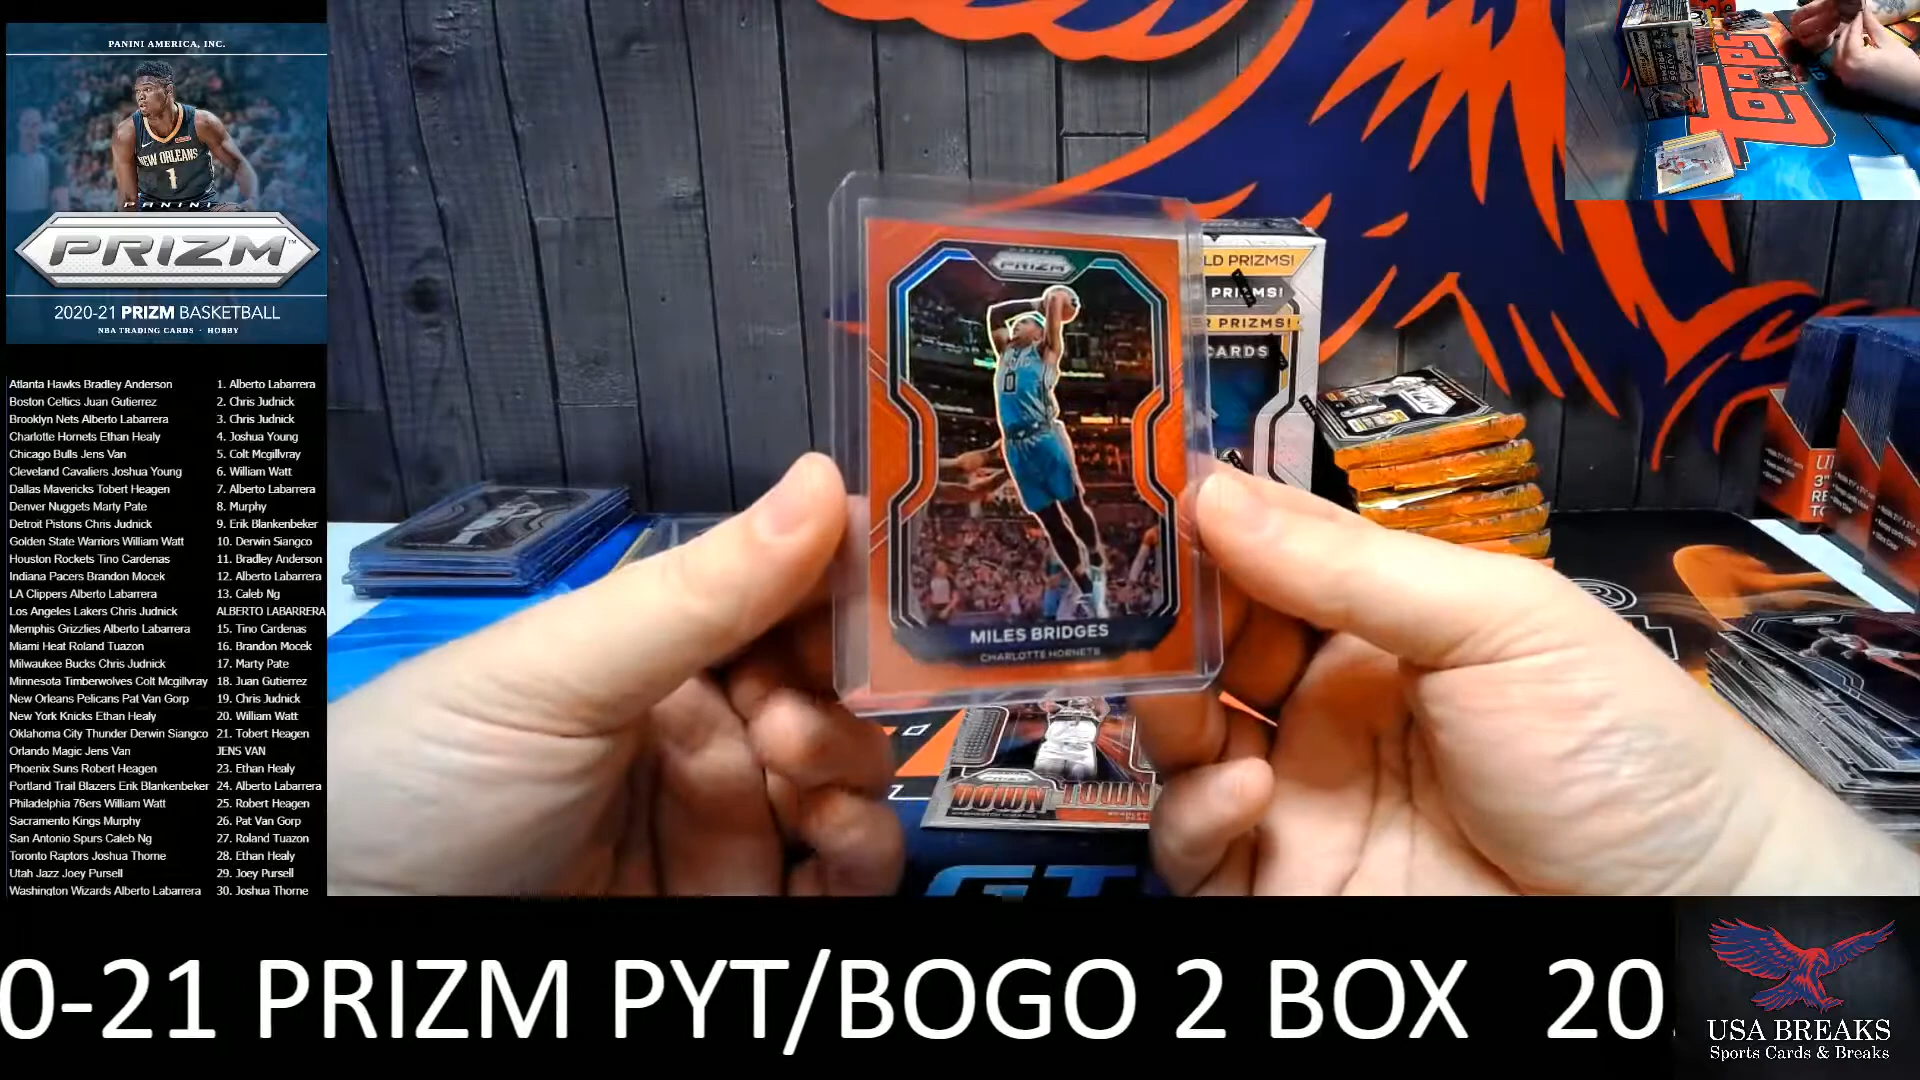 PANINI AMERICA, INC.
NEW ORLEANS
1
PANINI
PRIZM
2020-21 PRIZM BASKETBALL
NBA TRADING CARDS · HOBBY
Atlanta Hawks Bradley Anderson
Boston Celtics Juan Gutierrez
Brooklyn Nets Alberto Labarrera
Charlotte Hornets Ethan Healy
Chicago Bulls Jens Van
Cleveland Cavaliers Joshua Young
Dallas Mavericks Tobert Heagen
Denver Nuggets Marty Pate
Detroit Pistons Chris Judnick
Golden State Warriors William Watt
Houston Rockets Tino Cardenas
Indiana Pacers Brandon Mocek
LA Clippers Alberto Labarrera
Los Angeles Lakers Chris Judnick
Memphis Grizzlies Alberto Labarrera
Miami Heat Roland Tuazon
Milwaukee Bucks Chris Judnick
Minnesota Timberwolves Colt Mcgillvray
New Orleans Pelicans Pat Van Gorp
New York Knicks Ethan Healy
Oklahoma City Thunder Derwin Siangco
Orlando Magic Jens Van
Phoenix Suns Robert Heagen
Portland Trail Blazers Erik Blankenbeker
Philadelphia 76ers William Watt
Sacramento Kings Murphy
San Antonio Spurs Caleb Ng
Toronto Raptors Joshua Thorne
Utah Jazz Joey Pursell
Washington Wizards Alberto Labarrera
1. Alberto Labarrera
2. Chris Judnick
3. Chris Judnick
4. Joshua Young
5. Colt Mcgillvray
6. William Watt
7. Alberto Labarrera
8. Murphy
9. Erik Blankenbeker
10. Derwin Siangco
11. Bradley Anderson
12. Alberto Labarrera
13. Caleb Ng
ALBERTO LABARRERA
15. Tino Cardenas
16. Brandon Mocek
17. Marty Pate
18. Juan Gutierrez
19. Chris Judnick
20. William Watt
21. Tobert Heagen
JENS VAN
23. Ethan Healy
24. Alberto Labarrera
25. Robert Heagen
26. Pat Van Gorp
27. Roland Tuazon
28. Ethan Healy
29. Joey Pursell
30. Joshua Thorne
PRIZM
0
MILES BRIDGES
CHARLOTTE HORNETS
LD PRIZMS!
PRIZMS!
R PRIZMS!
CARDS
DOWN TOWN
0-21 PRIZM PYT/BOGO 2 BOX 20
USA BREAKS
Sports Cards & Breaks